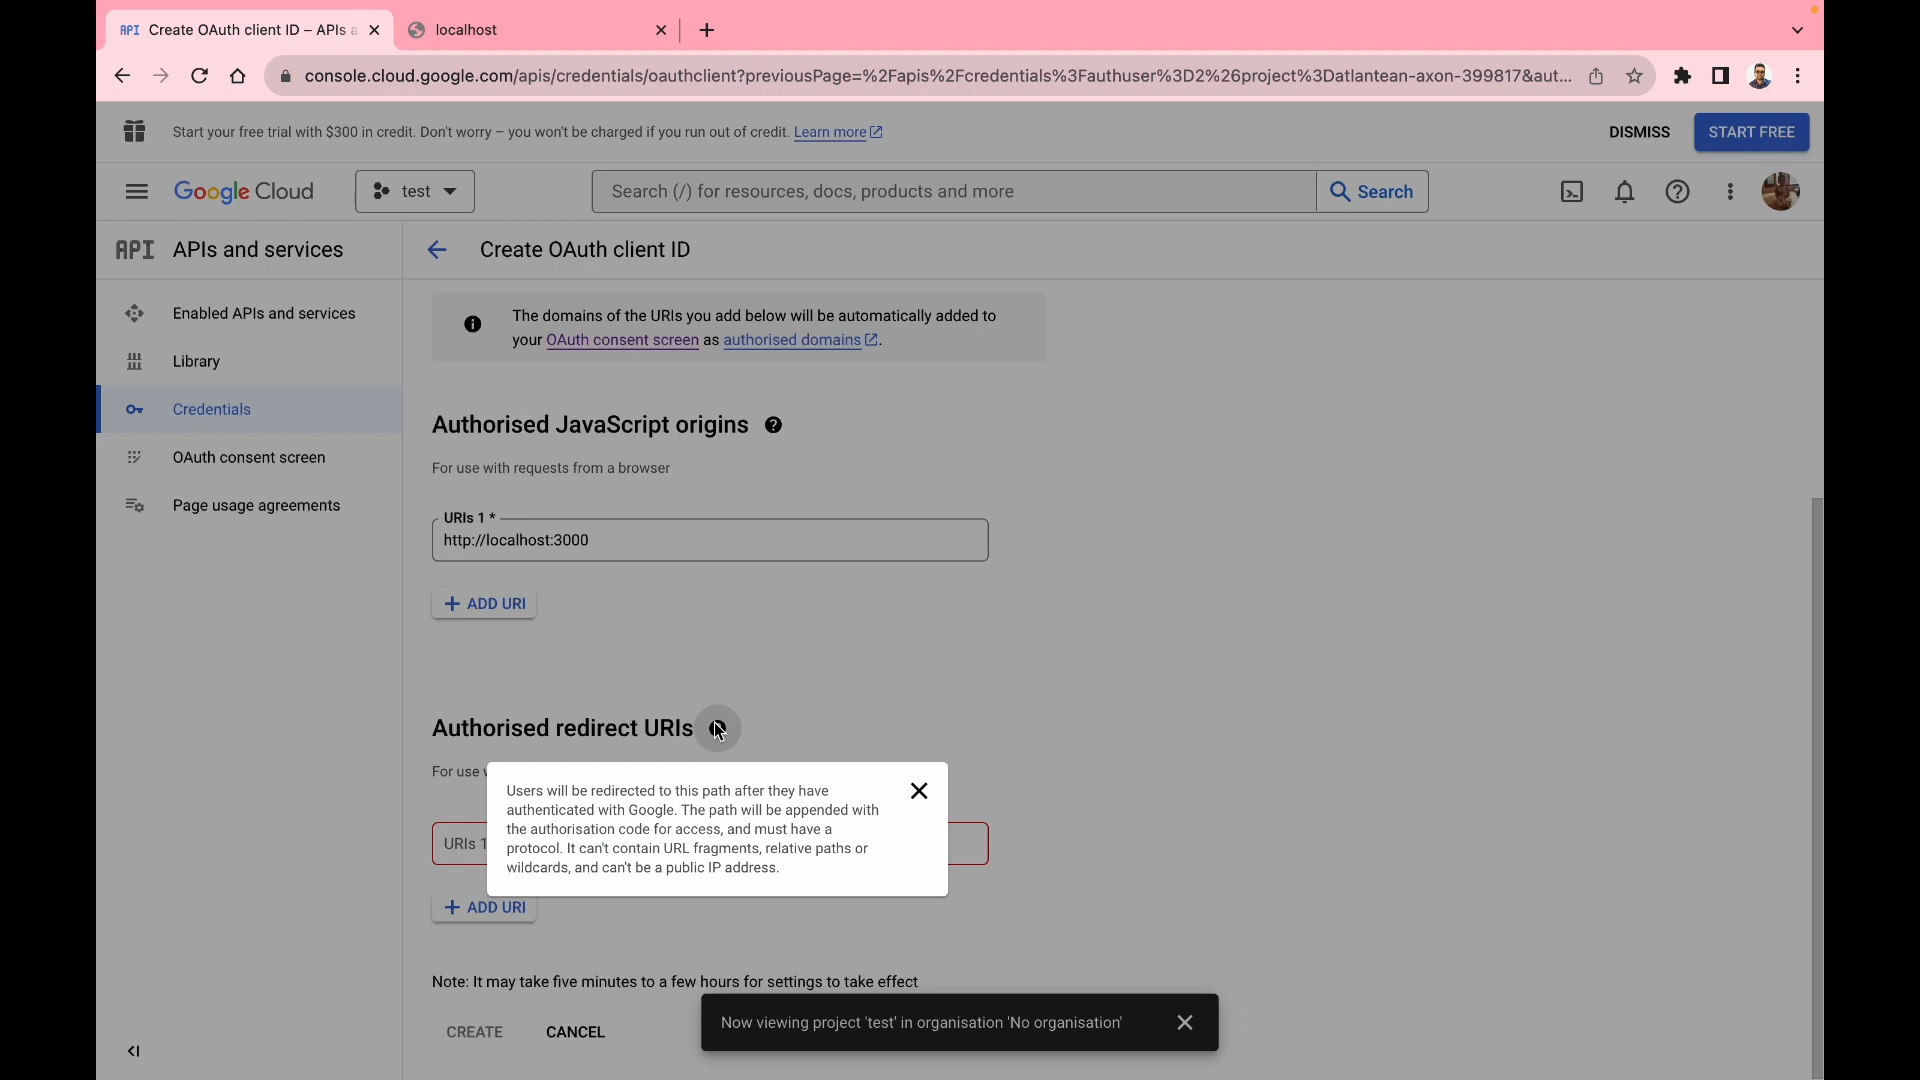 API Create OAuth client ID – APIs a
localhost
console.cloud.google.com/apis/credentials/oauthclient?previousPage=%2Fapis%2Fcredentials%3Fauthuser%3D2%26project%3Datlantean-axon-399817&aut...
Start your free trial with $300 in credit. Don't worry – you won't be charged if you run out of credit. Learn more
DISMISS
START FREE
Google Cloud
test
Search (/) for resources, docs, products and more
Search
API APIs and services
Create OAuth client ID
Enabled APIs and services
Library
Credentials
OAuth consent screen
Page usage agreements
The domains of the URIs you add below will be automatically added to
your OAuth consent screen as authorised domains.
Authorised JavaScript origins
For use with requests from a browser
URIs 1 *
http://localhost:3000
+ ADD URI
Authorised redirect URIs
For use
Users will be redirected to this path after they have
authenticated with Google. The path will be appended with
the authorisation code for access, and must have a
protocol. It can't contain URL fragments, relative paths or
wildcards, and can't be a public IP address.
URIs 1
+ ADD URI
Note: It may take five minutes to a few hours for settings to take effect
CREATE
CANCEL
Now viewing project 'test' in organisation 'No organisation'